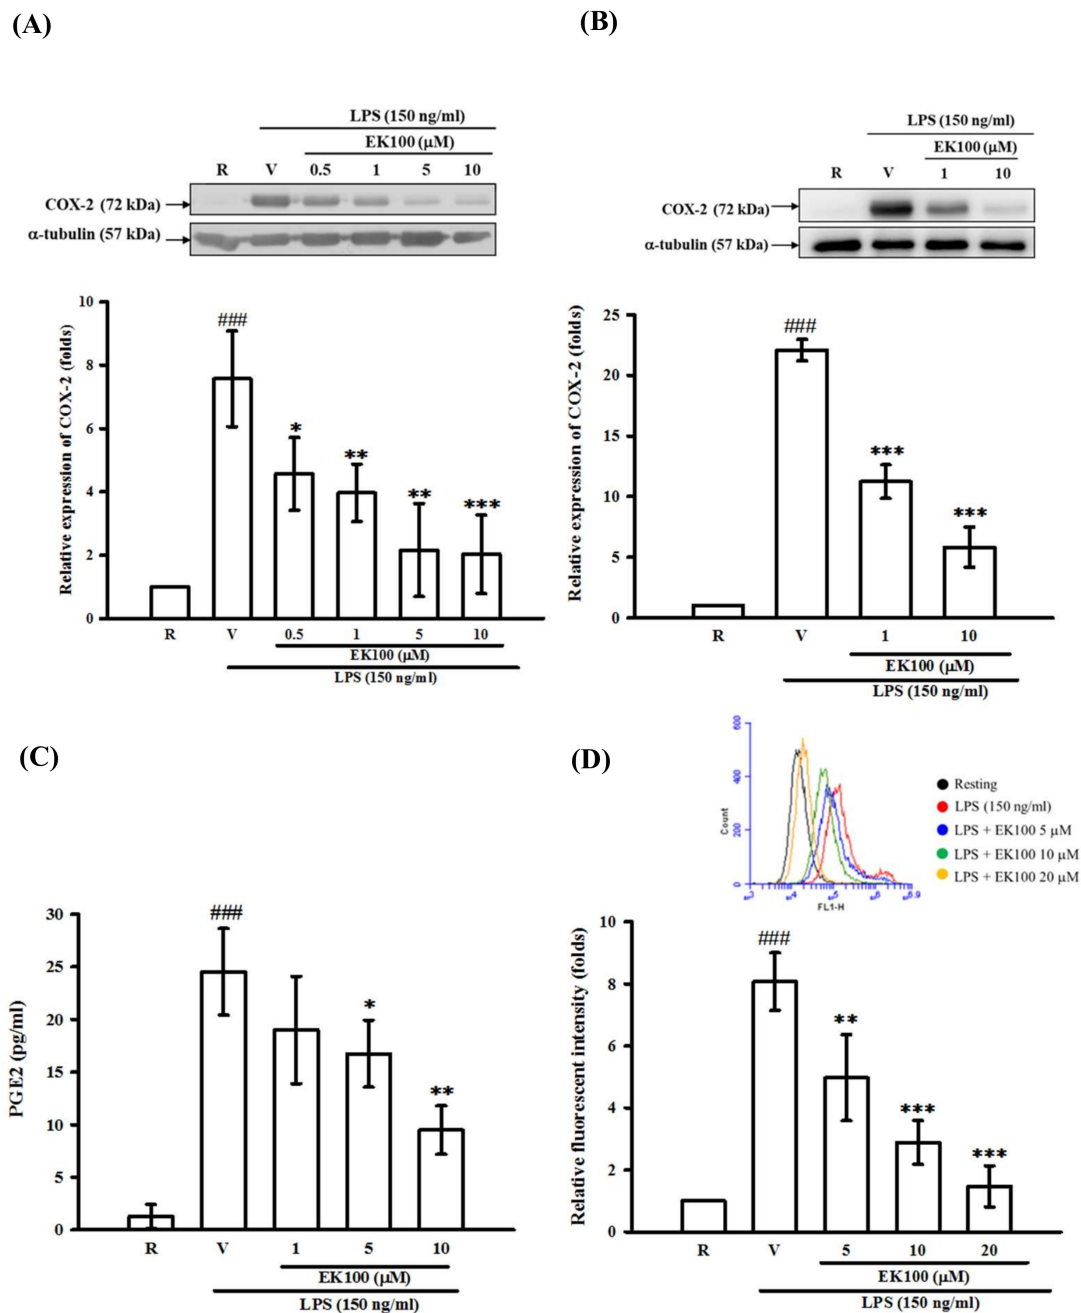 (A)
LPS (150 ng/ml)
EK100 (μM)
R V 0.5 1 5 10
COX-2 (72 kDa)
α-tubulin (57 kDa)
Relative expression of COX-2 (folds)
10
8
6
4
2
0
###
*
**
**
***
R V 0.5 1 5 10
EK100 (μM)
LPS (150 ng/ml)
(B)
LPS (150 ng/ml)
EK100 (μM)
R V 1 10
COX-2 (72 kDa)
α-tubulin (57 kDa)
Relative expression of COX-2 (folds)
25
20
15
10
5
0
###
***
***
R V 1 10
EK100 (μM)
LPS (150 ng/ml)
(C)
PGE2 (pg/ml)
30
25
20
15
10
5
0
###
*
**
R V 1 5 10
EK100 (μM)
LPS (150 ng/ml)
(D)
Count
600
400
200
0
FL1-H
Resting
LPS (150 ng/ml)
LPS + EK100 5 μM
LPS + EK100 10 μM
LPS + EK100 20 μM
Relative fluorescent intensity (folds)
10
8
6
4
2
0
###
**
***
***
R V 5 10 20
EK100 (μM)
LPS (150 ng/ml)